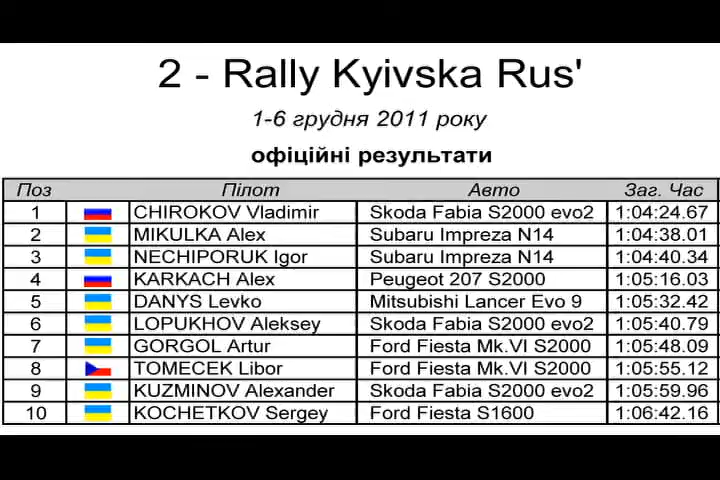 2 - Rally Kyivska Rus'
1-6 грудня 2011 року
офіційні результати
Поз Пілот Авто Заг. Час
1 CHIROKOV Vladimir Skoda Fabia S2000 evo2 1:04:24.67
2 MIKULKA Alex Subaru Impreza N14 1:04:38.01
3 NECHIPORUK Igor Subaru Impreza N14 1:04:40.34
4 KARKACH Alex Peugeot 207 S2000 1:05:16.03
5 DANYS Levko Mitsubishi Lancer Evo 9 1:05:32.42
6 LOPUKHOV Aleksey Skoda Fabia S2000 evo2 1:05:40.79
7 GORGOL Artur Ford Fiesta Mk.VI S2000 1:05:48.09
8 TOMECEK Libor Ford Fiesta Mk.VI S2000 1:05:55.12
9 KUZMINOV Alexander Skoda Fabia S2000 evo2 1:05:59.96
10 KOCHETKOV Sergey Ford Fiesta S1600 1:06:42.16